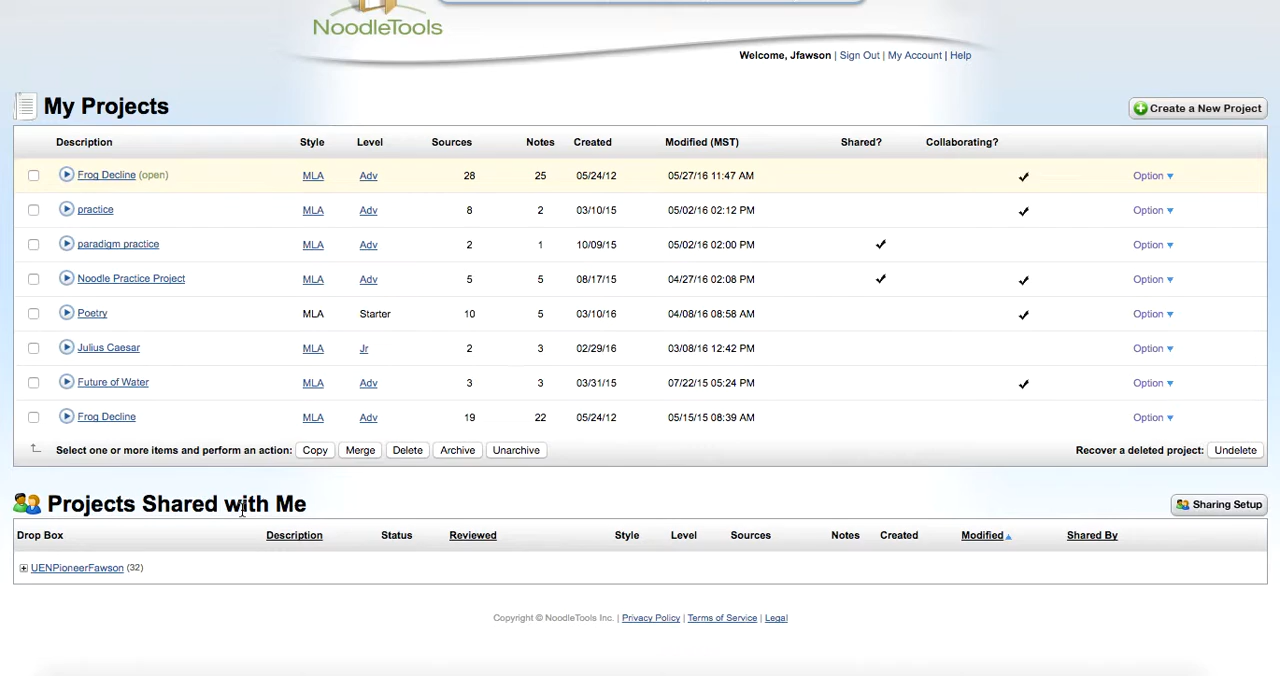 NoodleTools
Welcome, Jfawson | Sign Out | My Account | Help
My Projects
Create a New Project
Description Style Level Sources Notes Created Modified (MST) Shared? Collaborating?
Frog Decline (open) MLA Adv 28 25 05/24/12 05/27/16 11:47 AM ✓ Option ▼
practice MLA Adv 8 2 03/10/15 05/02/16 02:12 PM ✓ Option ▼
paradigm practice MLA Adv 2 1 10/09/15 05/02/16 02:00 PM ✓ Option ▼
Noodle Practice Project MLA Adv 5 5 08/17/15 04/27/16 02:08 PM ✓ ✓ Option ▼
Poetry MLA Starter 10 5 03/10/16 04/08/16 08:58 AM ✓ Option ▼
Julius Caesar MLA Jr 2 3 02/29/16 03/08/16 12:42 PM Option ▼
Future of Water MLA Adv 3 3 03/31/15 07/22/15 05:24 PM ✓ Option ▼
Frog Decline MLA Adv 19 22 05/24/12 05/15/15 08:39 AM Option ▼
Select one or more items and perform an action: Copy Merge Delete Archive Unarchive Recover a deleted project: Undelete
Projects Shared with Me
Sharing Setup
Drop Box Description Status Reviewed Style Level Sources Notes Created Modified ▲ Shared By
UENPioneerFawson (32)
Copyright © NoodleTools Inc. | Privacy Policy | Terms of Service | Legal